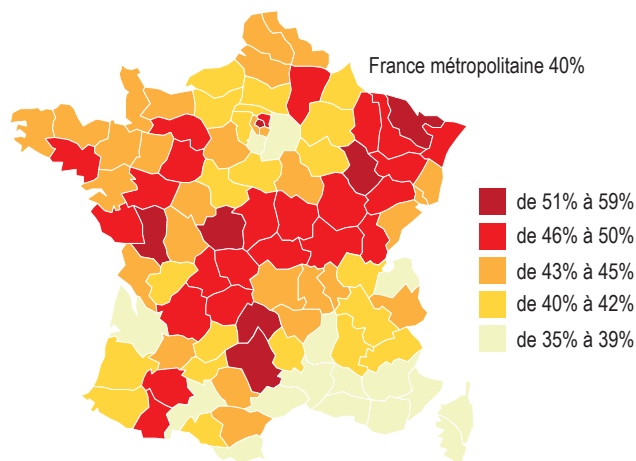 France métropolitaine 40%
de 51% à 59%
de 46% à 50%
de 43% à 45%
de 40% à 42%
de 35% à 39%